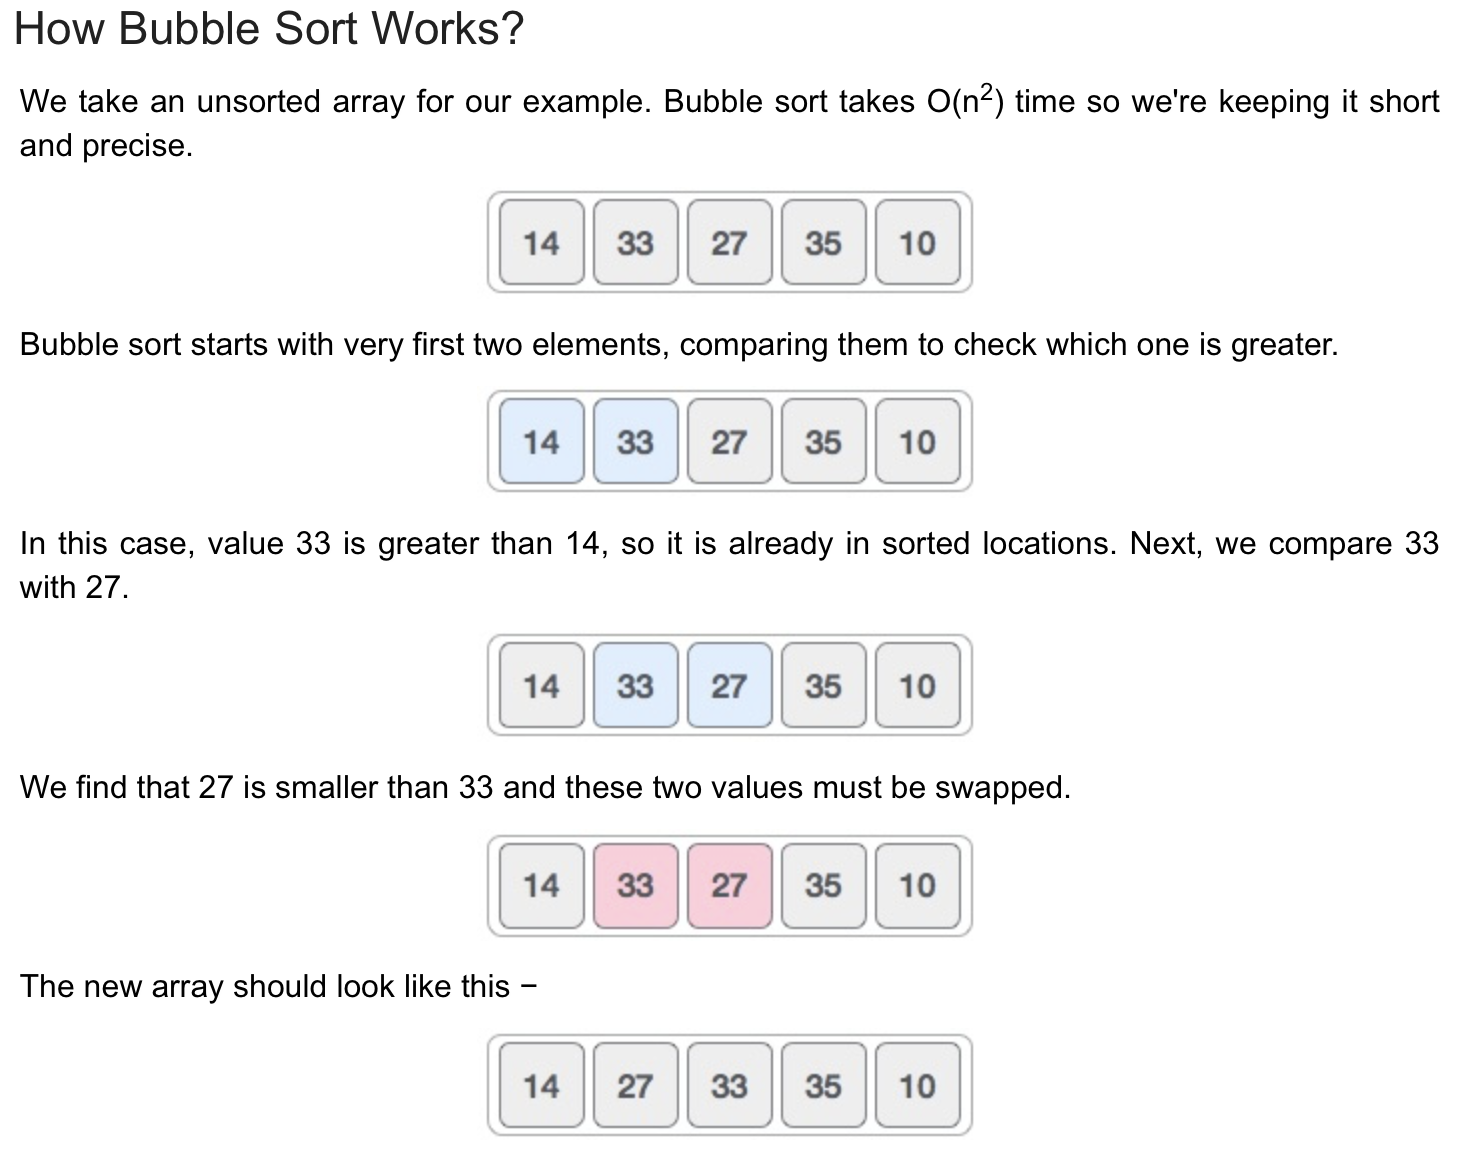 How Bubble Sort Works?
We take an unsorted array for our example. Bubble sort takes O(n²) time so we're keeping it short
and precise.
14 33 27 35 10
Bubble sort starts with very first two elements, comparing them to check which one is greater.
14 33 27 35 10
In this case, value 33 is greater than 14, so it is already in sorted locations. Next, we compare 33
with 27.
14 33 27 35 10
We find that 27 is smaller than 33 and these two values must be swapped.
14 33 27 35 10
The new array should look like this −
14 27 33 35 10